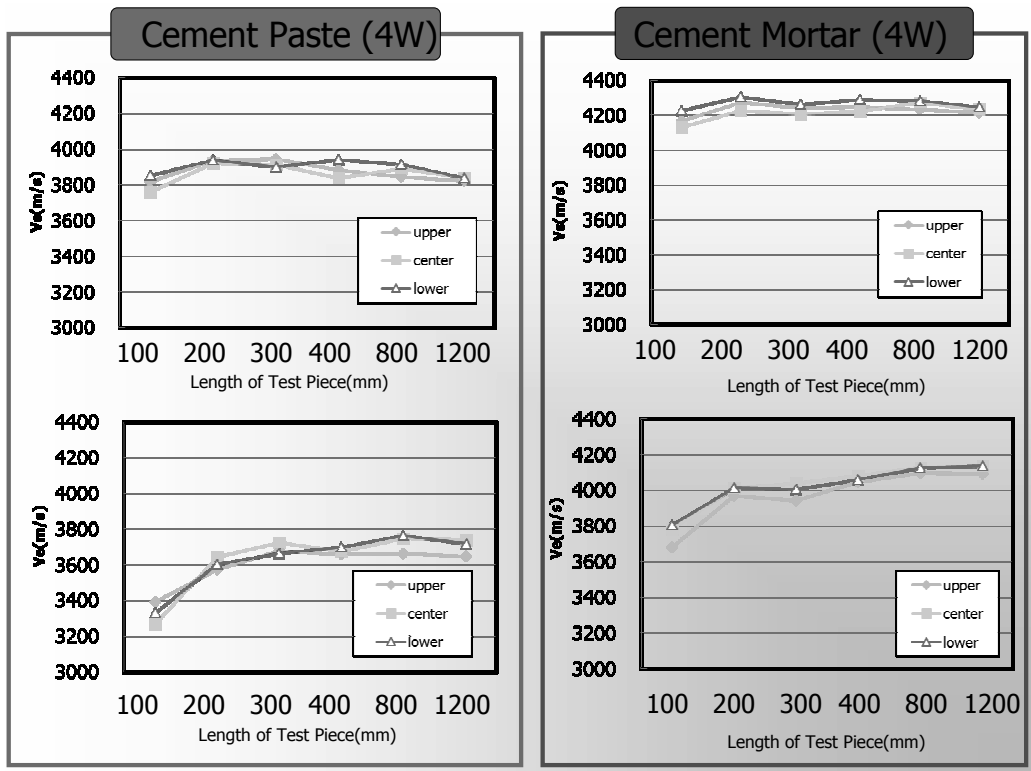 Cement Paste (4W)
4400
4200
4000
3800
3600
3400
3200
3000
Vs(m/s)
upper
center
lower
100 200 300 400 800 1200
Length of Test Piece(mm)
4400
4200
4000
3800
3600
3400
3200
3000
Ve(m/s)
upper
center
lower
100 200 300 400 800 1200
Length of Test Piece(mm)
Cement Mortar (4W)
4400
4200
4000
3800
3600
3400
3200
3000
Vs(m/s)
upper
center
lower
100 200 300 400 800 1200
Length of Test Piece(mm)
4400
4200
4000
3800
3600
3400
3200
3000
Ve(m/s)
upper
center
lower
100 200 300 400 800 1200
Length of Test Piece(mm)